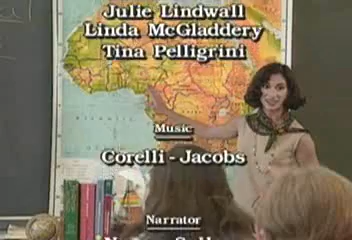 Julie Lindwall
Linda McGladdery
Tina Pelligrini
Music
Corelli - Jacobs
Narrator